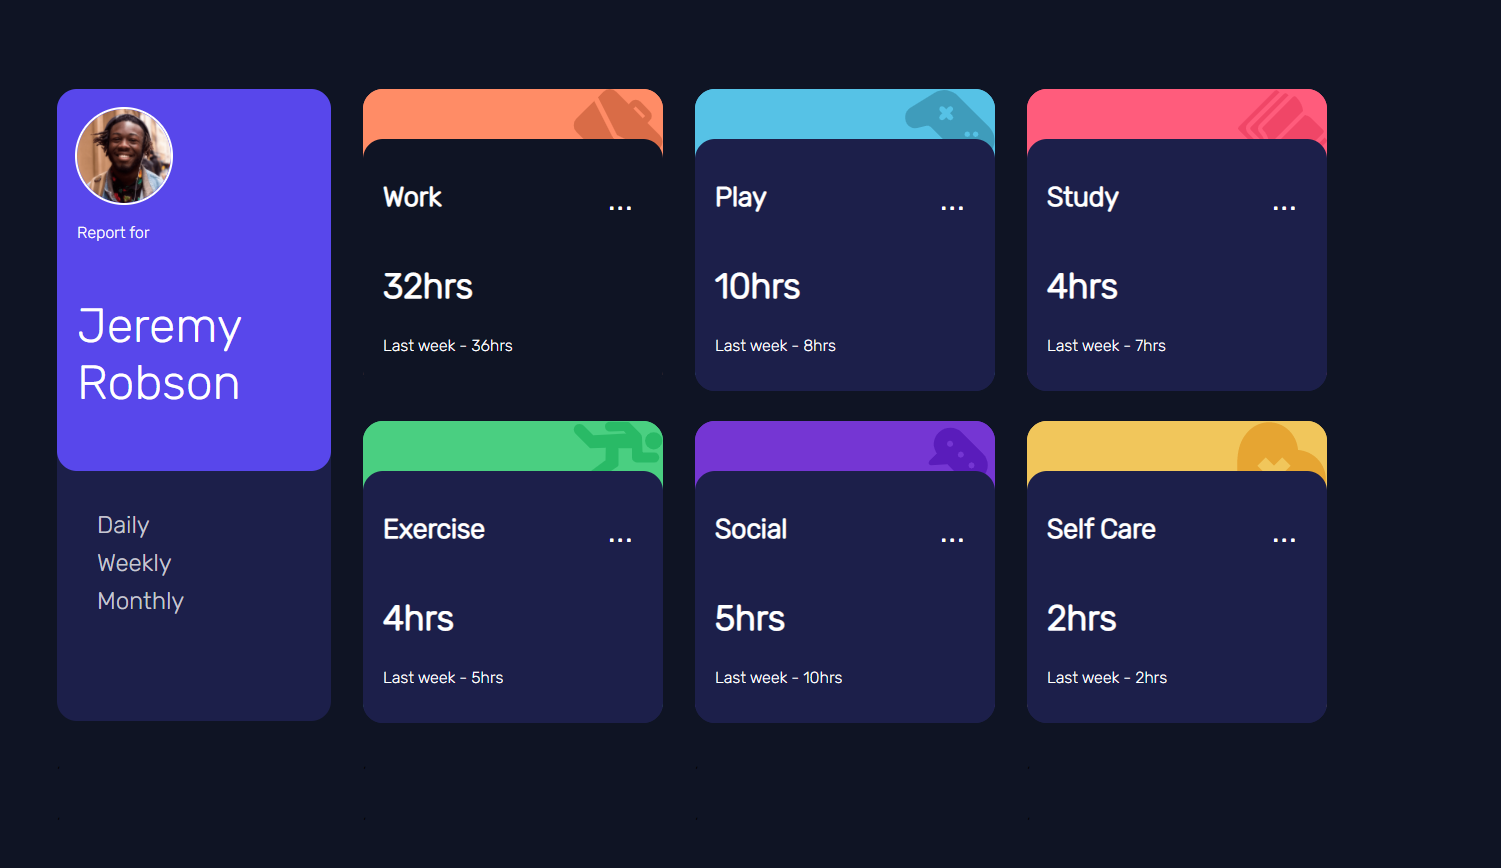 Report for
Jeremy
Robson
Daily
Weekly
Monthly
Work ...
32hrs
Last week - 36hrs
Play ...
10hrs
Last week - 8hrs
Study ...
4hrs
Last week - 7hrs
Exercise ...
4hrs
Last week - 5hrs
Social ...
5hrs
Last week - 10hrs
Self Care ...
2hrs
Last week - 2hrs